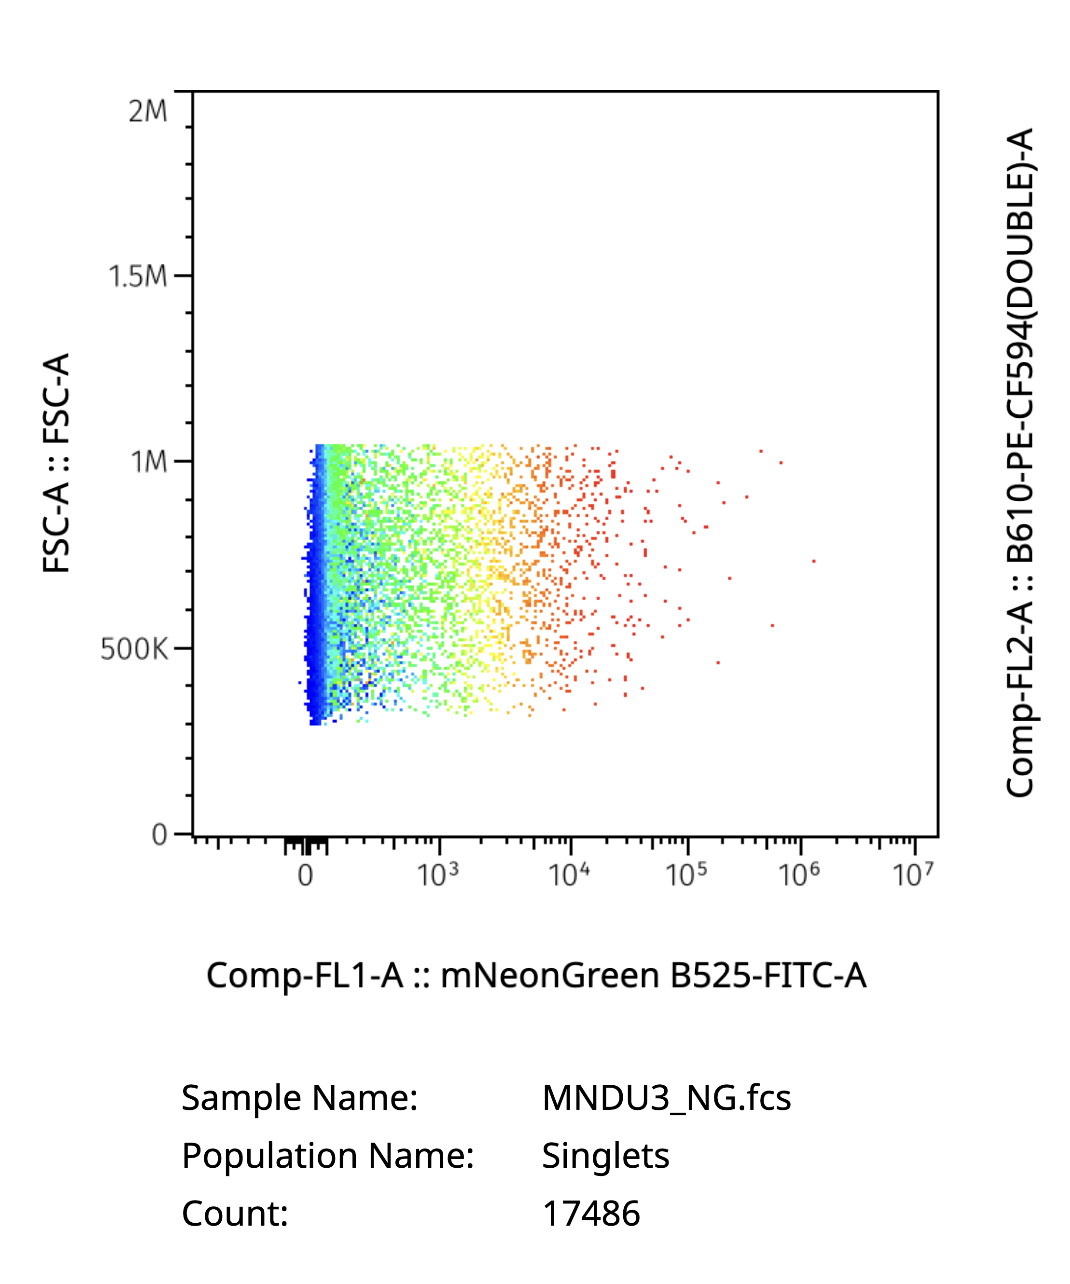 2M
1.5M
1M
500K
0
FSC-A :: FSC-A
Comp-FL2-A :: B610-PE-CF594(DOUBLE)-A
0 10³ 10⁴ 10⁵ 10⁶ 10⁷
Comp-FL1-A :: mNeonGreen B525-FITC-A
Sample Name: MNDU3_NG.fcs
Population Name: Singlets
Count: 17486